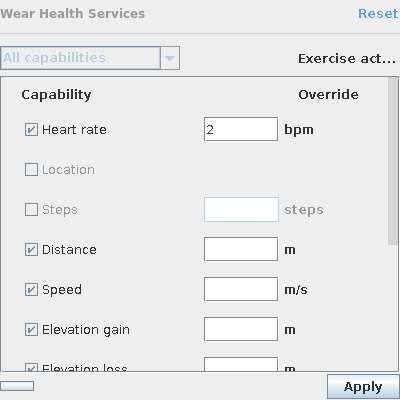 Wear Health Services Reset
All capabilities Exercise act...
Capability Override
Heart rate 2 bpm
Location
Steps steps
Distance m
Speed m/s
Elevation gain m
Elevation loss m
Apply